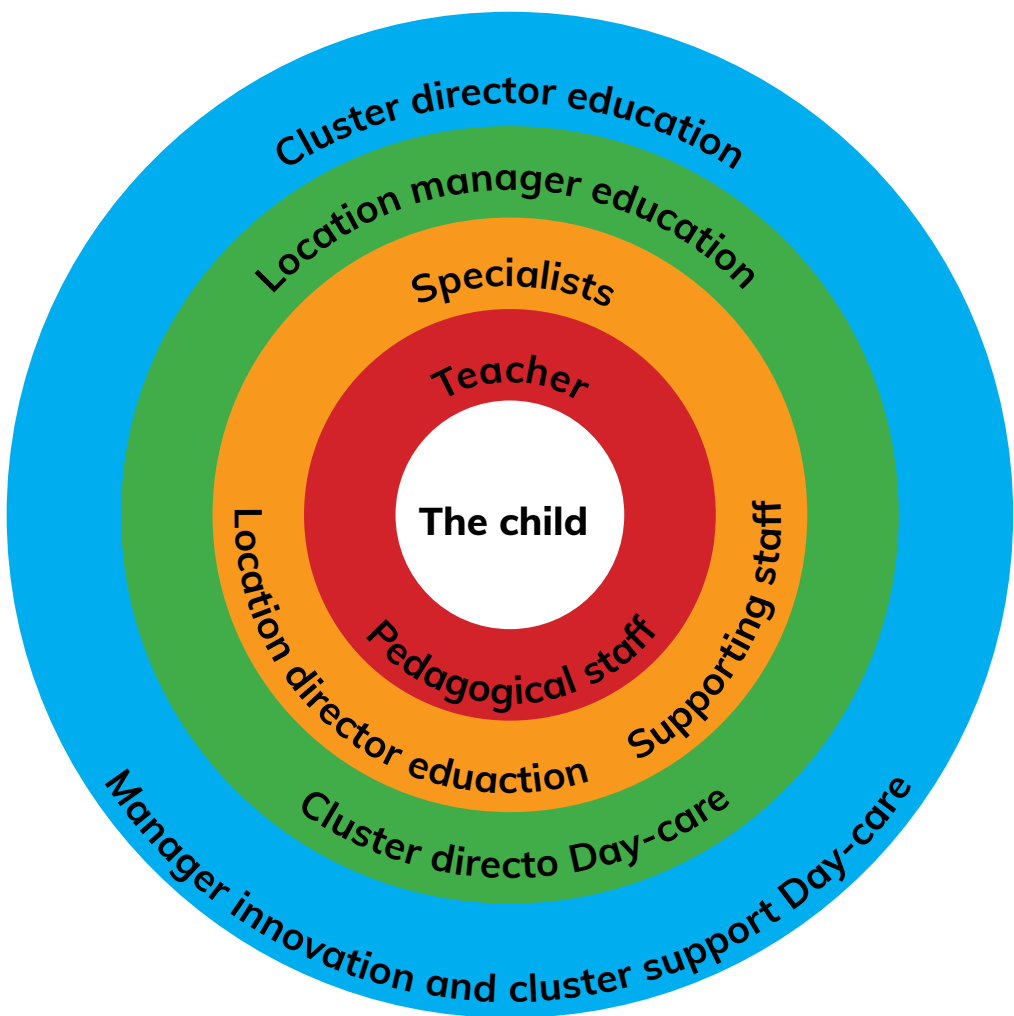 Cluster director education
Location manager education
Specialists
Teacher
The child
Pedagogical staff
Location director eduaction
Supporting staff
Cluster directo Day-care
Manager innovation and cluster support Day-care